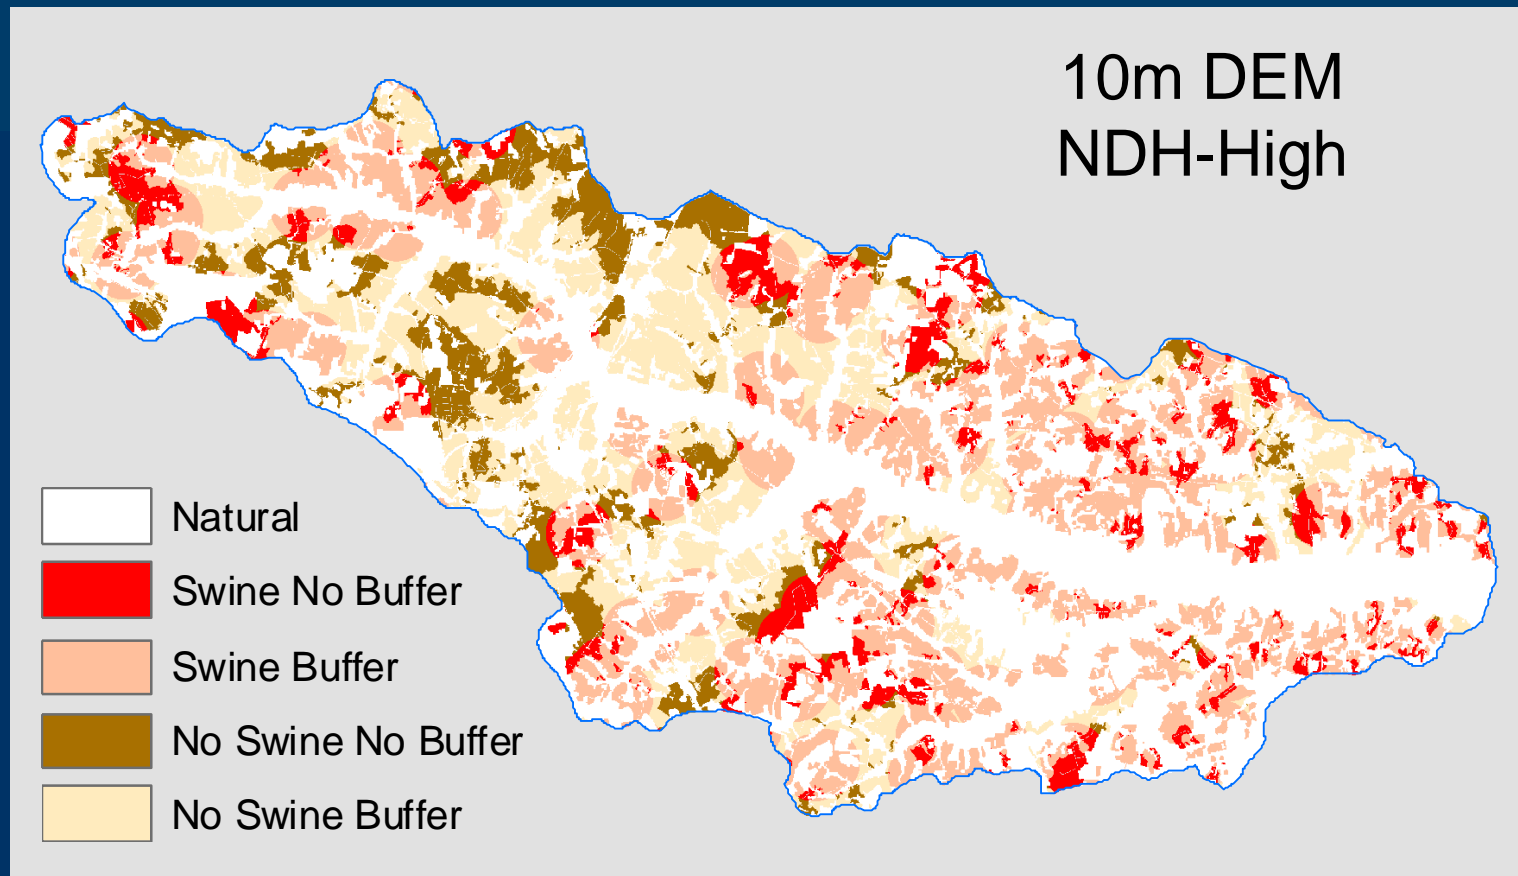 10m DEM
NDH-High
Natural
Swine No Buffer
Swine Buffer
No Swine No Buffer
No Swine Buffer